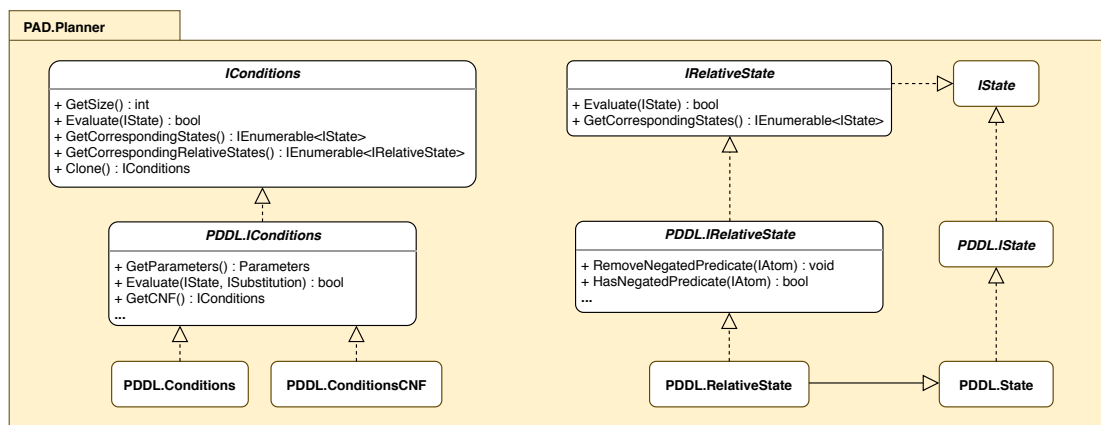 PAD.Planner
IConditions
+ GetSize() : int
+ Evaluate(IState) : bool
+ GetCorrespondingStates() : IEnumerable<IState>
+ GetCorrespondingRelativeStates() : IEnumerable<IRelativeState>
+ Clone() : IConditions
IRelativeState
+ Evaluate(IState) : bool
+ GetCorrespondingStates() : IEnumerable<IState>
IState
PDDL.IConditions
+ GetParameters() : Parameters
+ Evaluate(IState, ISubstitution) : bool
+ GetCNF() : IConditions
...
PDDL.IRelativeState
+ RemoveNegatedPredicate(IAtom) : void
+ HasNegatedPredicate(IAtom) : bool
...
PDDL.IState
PDDL.Conditions
PDDL.ConditionsCNF
PDDL.RelativeState
PDDL.State